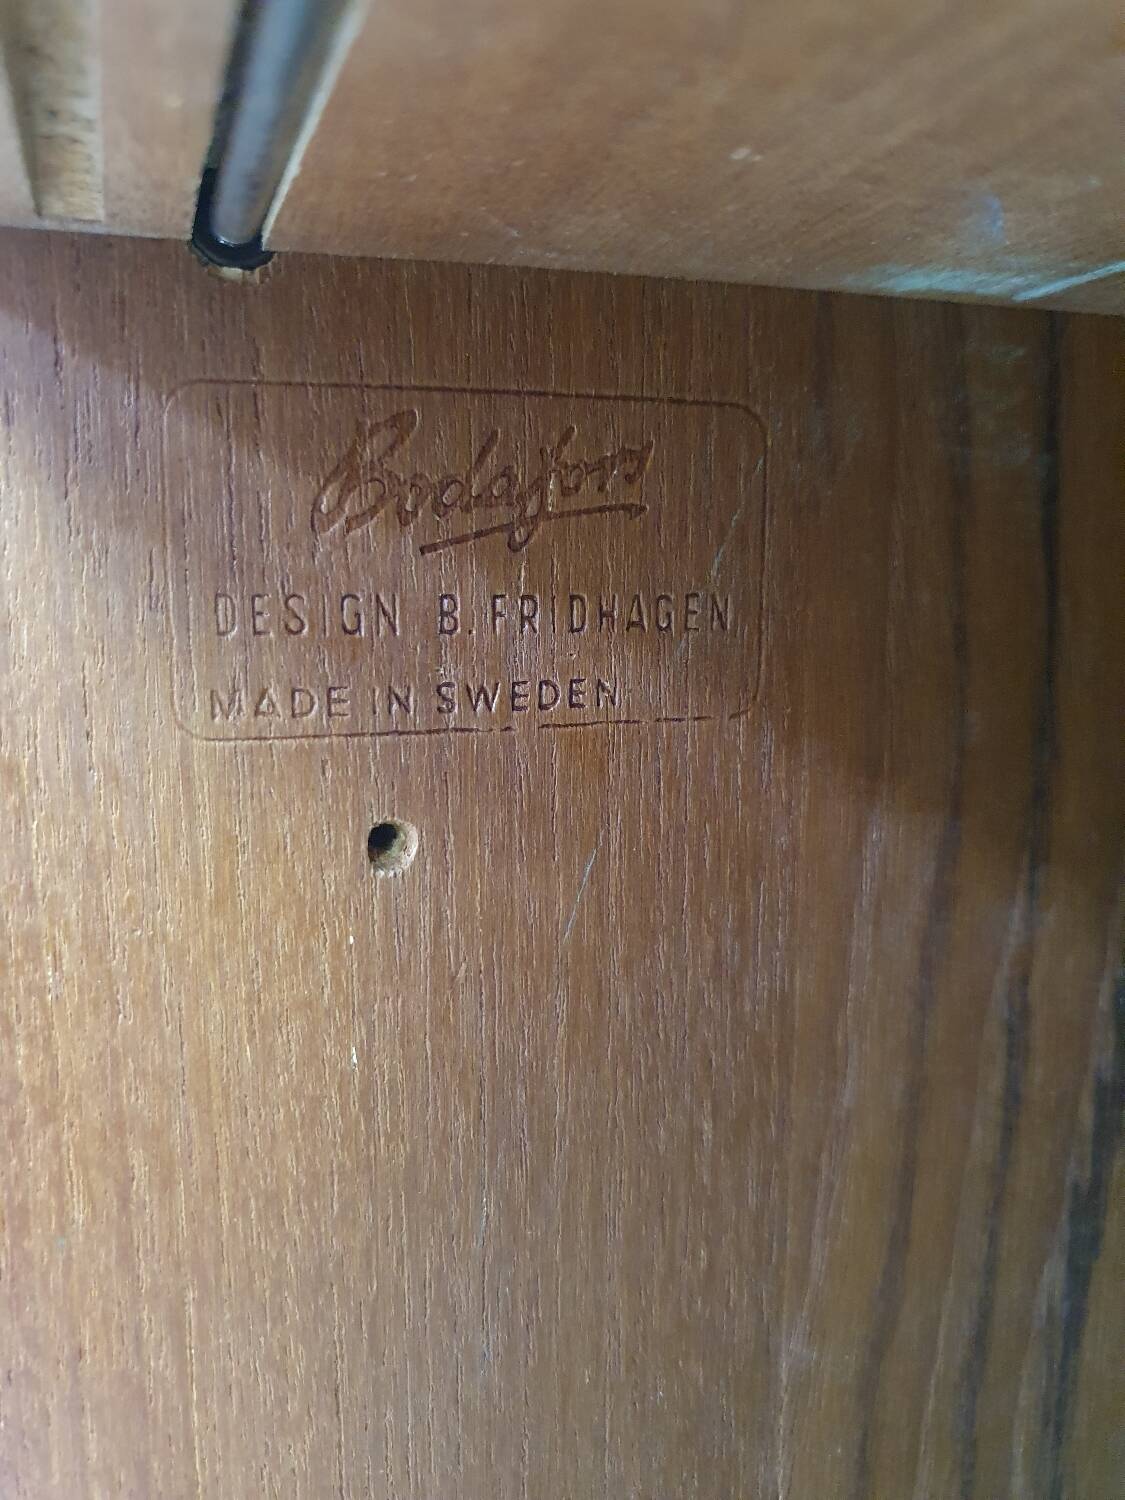 Bodafors
DESIGN B. FRIDHAGEN
MADE IN SWEDEN